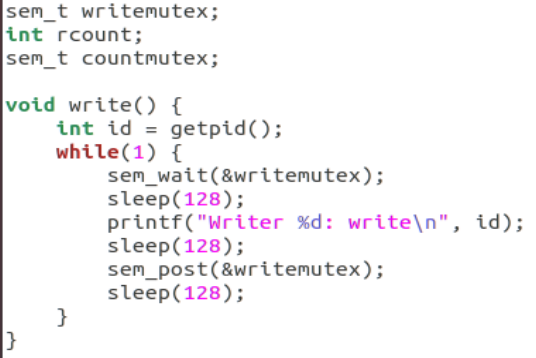 sem_t writemutex;
int rcount;
sem_t countmutex;

void write() {
    int id = getpid();
    while(1) {
        sem_wait(&writemutex);
        sleep(128);
        printf("Writer %d: write\n", id);
        sleep(128);
        sem_post(&writemutex);
        sleep(128);
    }
}